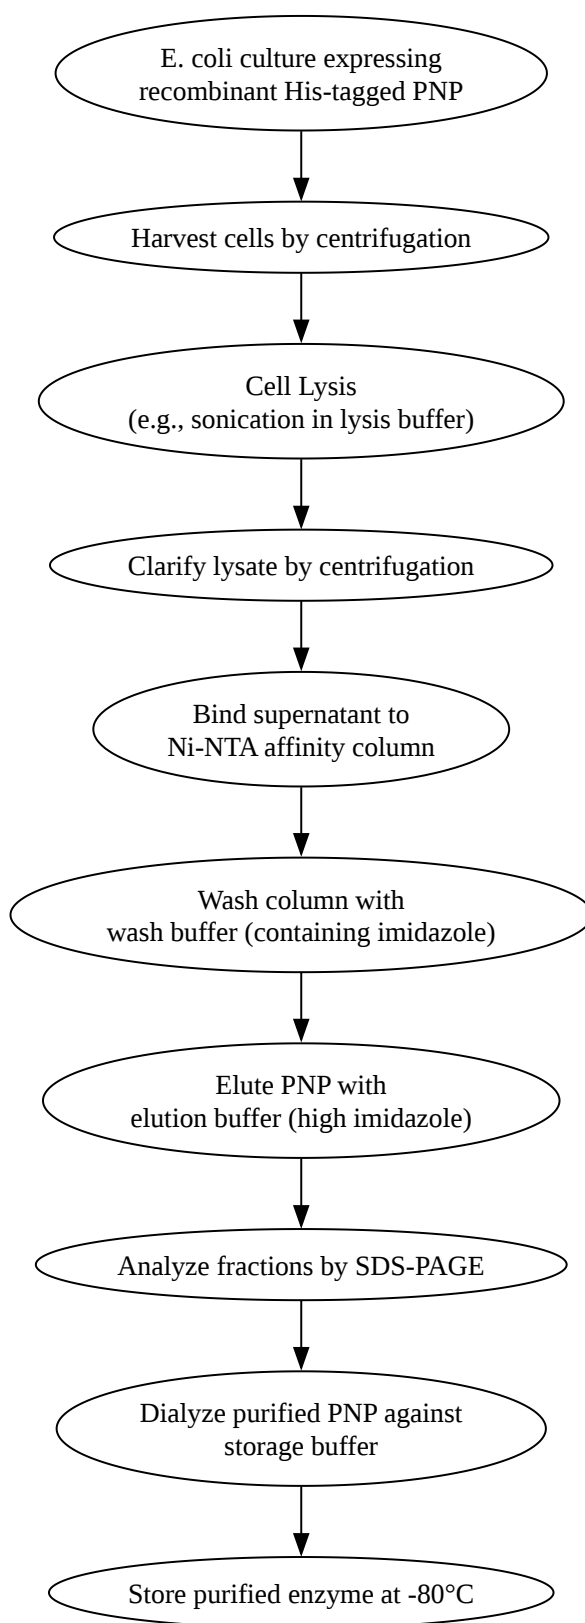 E. coli culture expressing
recombinant His-tagged PNP
Harvest cells by centrifugation
Cell Lysis
(e.g., sonication in lysis buffer)
Clarify lysate by centrifugation
Bind supernatant to
Ni-NTA affinity column
Wash column with
wash buffer (containing imidazole)
Elute PNP with
elution buffer (high imidazole)
Analyze fractions by SDS-PAGE
Dialyze purified PNP against
storage buffer
Store purified enzyme at -80°C